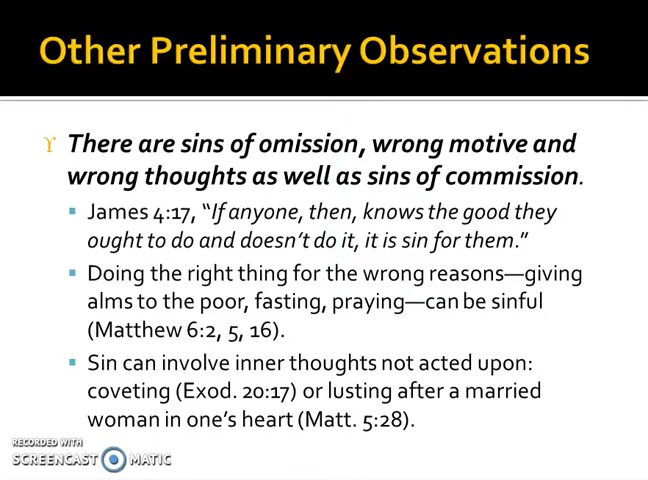 Other Preliminary Observations
There are sins of omission, wrong motive and
wrong thoughts as well as sins of commission.
James 4:17, “If anyone, then, knows the good they
ought to do and doesn’t do it, it is sin for them.”
Doing the right thing for the wrong reasons—giving
alms to the poor, fasting, praying—can be sinful
(Matthew 6:2, 5, 16).
Sin can involve inner thoughts not acted upon:
coveting (Exod. 20:17) or lusting after a married
woman in one’s heart (Matt. 5:28).
RECORDED WITH
SCREENCAST MATIC